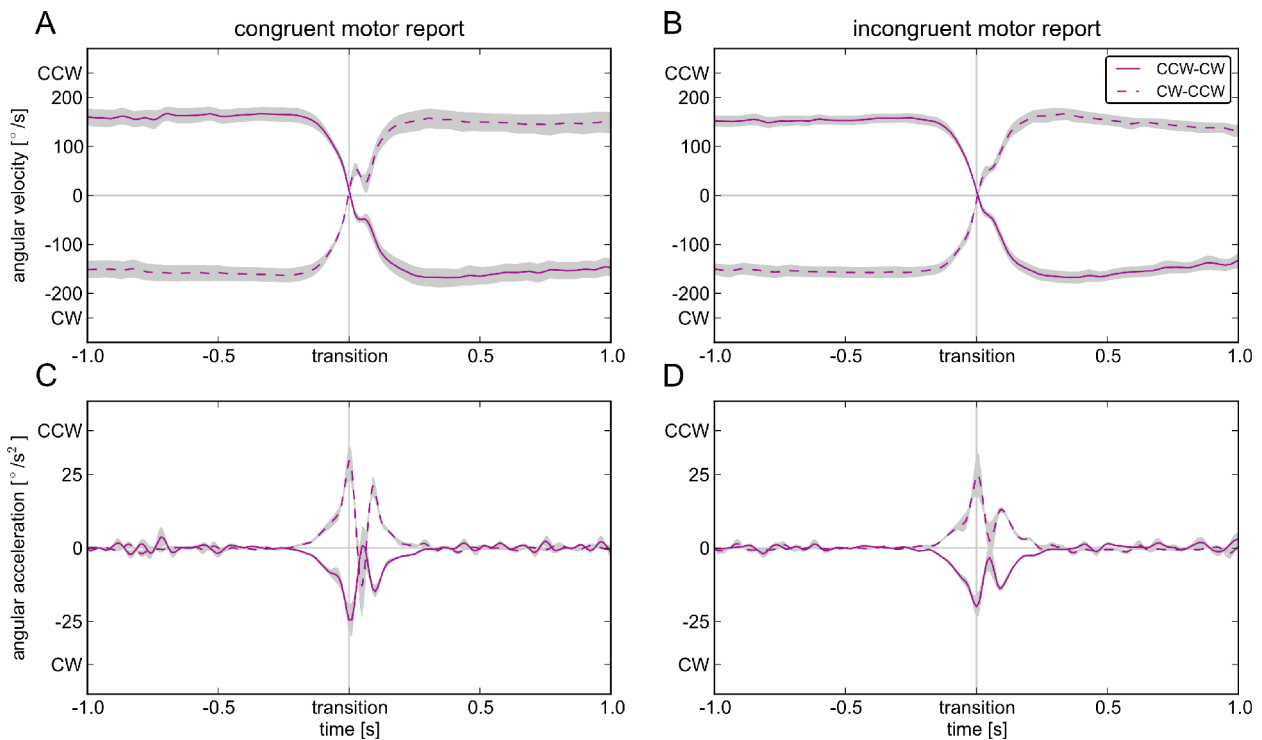 A
congruent motor report
B
incongruent motor report
CCW
200
100
0
-100
-200
CW
angular velocity [°/s]
-1.0
-0.5
transition
0.5
1.0
CCW
200
100
0
-100
-200
CW
-1.0
-0.5
transition
0.5
1.0
CCW-CW
CW-CCW
C
D
CCW
25
0
-25
CW
angular acceleration [°/s²]
-1.0
-0.5
transition
0.5
1.0
time [s]
CCW
25
0
-25
CW
-1.0
-0.5
transition
0.5
1.0
time [s]